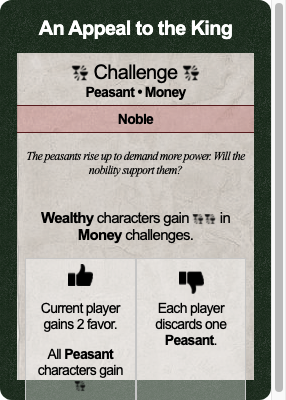 An Appeal to the King
Challenge
Peasant • Money
Noble
The peasants rise up to demand more power. Will the
nobility support them?
Wealthy characters gain in
Money challenges.
Current player
gains 2 favor.
All Peasant
characters gain
Each player
discards one
Peasant.